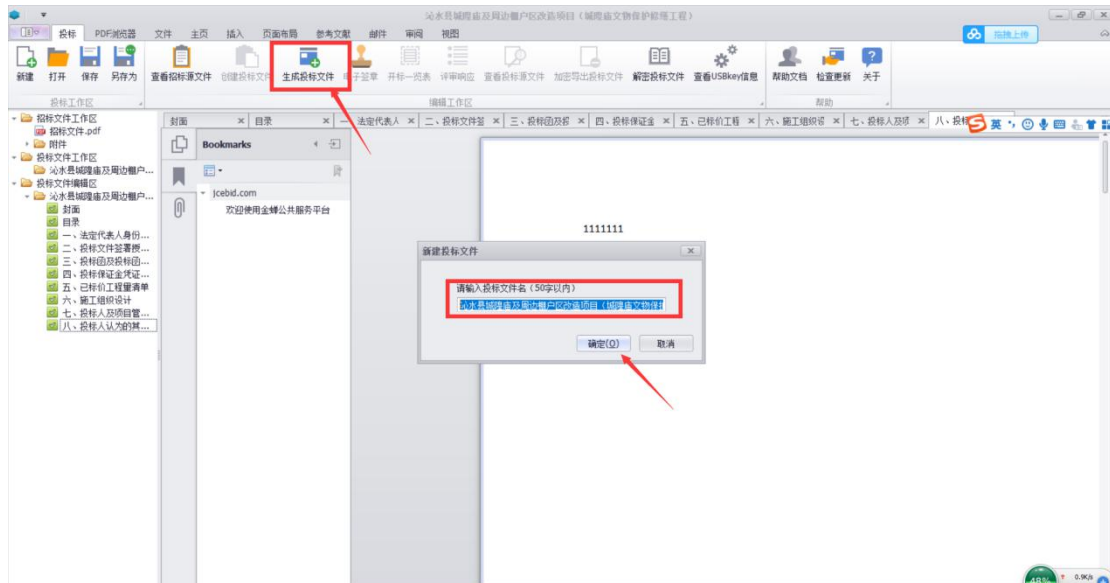 沁水县城隍庙及周边棚户区改造项目（城隍庙文物保护修缮工程）
投标 PDF浏览器 文件 主页 插入 页面布局 参考文献 邮件 审阅 视图
拖拽上传
新建 打开 保存 另存为 查看招标源文件 创建投标文件 生成投标文件 电子签章 开标一览表 评审响应 查看投标源文件 加密导出投标文件 解密投标文件 查看USBkey信息 帮助文档 检查更新 关于
投标工作区 编辑工作区 帮助
封面 目录 一、法定代表人 二、投标文件签 三、投标函及投 四、投标保证金 五、已标价工程 六、施工组织设 七、投标人及项 八、投标
英
招标文件工作区
招标文件.pdf
附件
投标文件工作区
沁水县城隍庙及周边棚户...
投标文件编辑区
沁水县城隍庙及周边棚户...
封面
目录
一、法定代表人身份...
二、投标文件签署授...
三、投标函及投标函...
四、投标保证金凭证...
五、已标价工程量清单
六、施工组织设计
七、投标人及项目管...
八、投标人认为的其...
Bookmarks
jcebid.com
欢迎使用金蝉公共服务平台
1111111
新建投标文件
请输入投标文件名（50字以内）
沁水县城隍庙及周边棚户区改造项目（城隍庙文物保护
确定(O) 取消
48%
0.9K/s